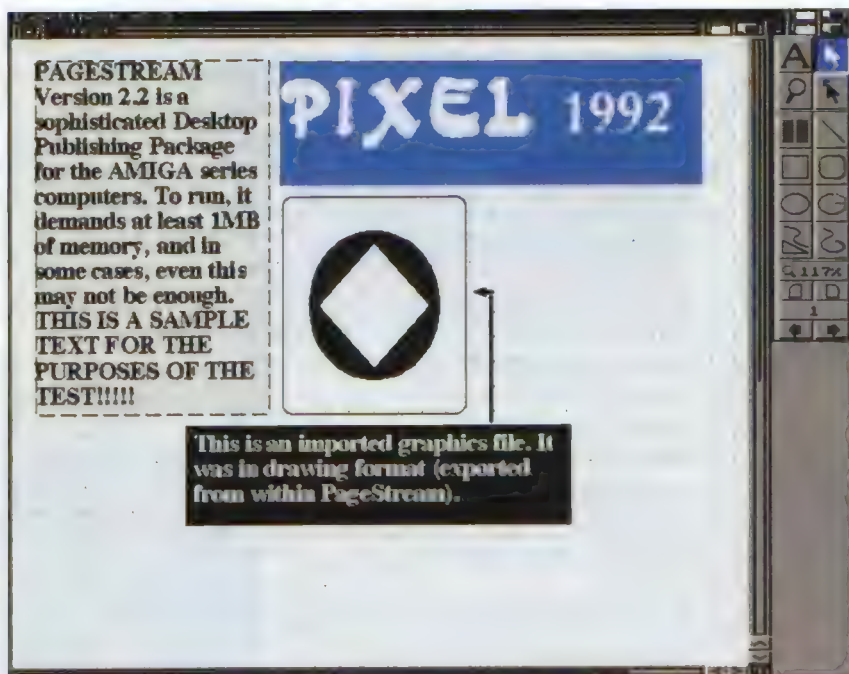 PAGESTREAM
Version 2.2 is a
sophisticated Desktop
Publishing Package
for the AMIGA series
computers. To run, it
demands at least 1MB
of memory, and in
some cases, even this
may not be enough.
THIS IS A SAMPLE
TEXT FOR THE
PURPOSES OF THE
TEST!!!!!
PIXEL 1992
This is an imported graphics file. It
was in drawing format (exported
from within PageStream).
A
117%
1